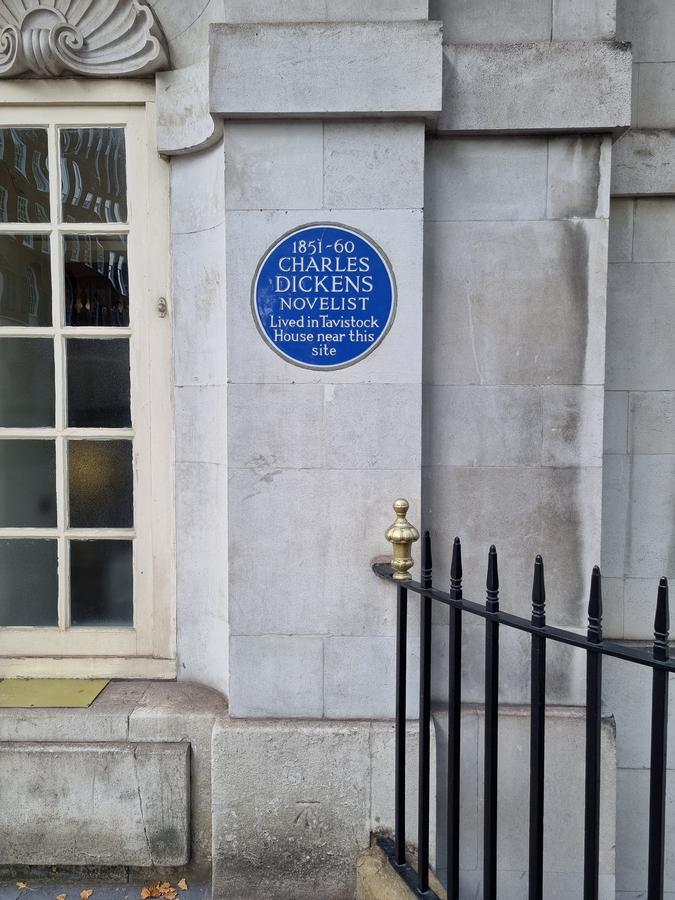 1851-60
CHARLES
DICKENS
NOVELIST
Lived in Tavistock
House near this
site